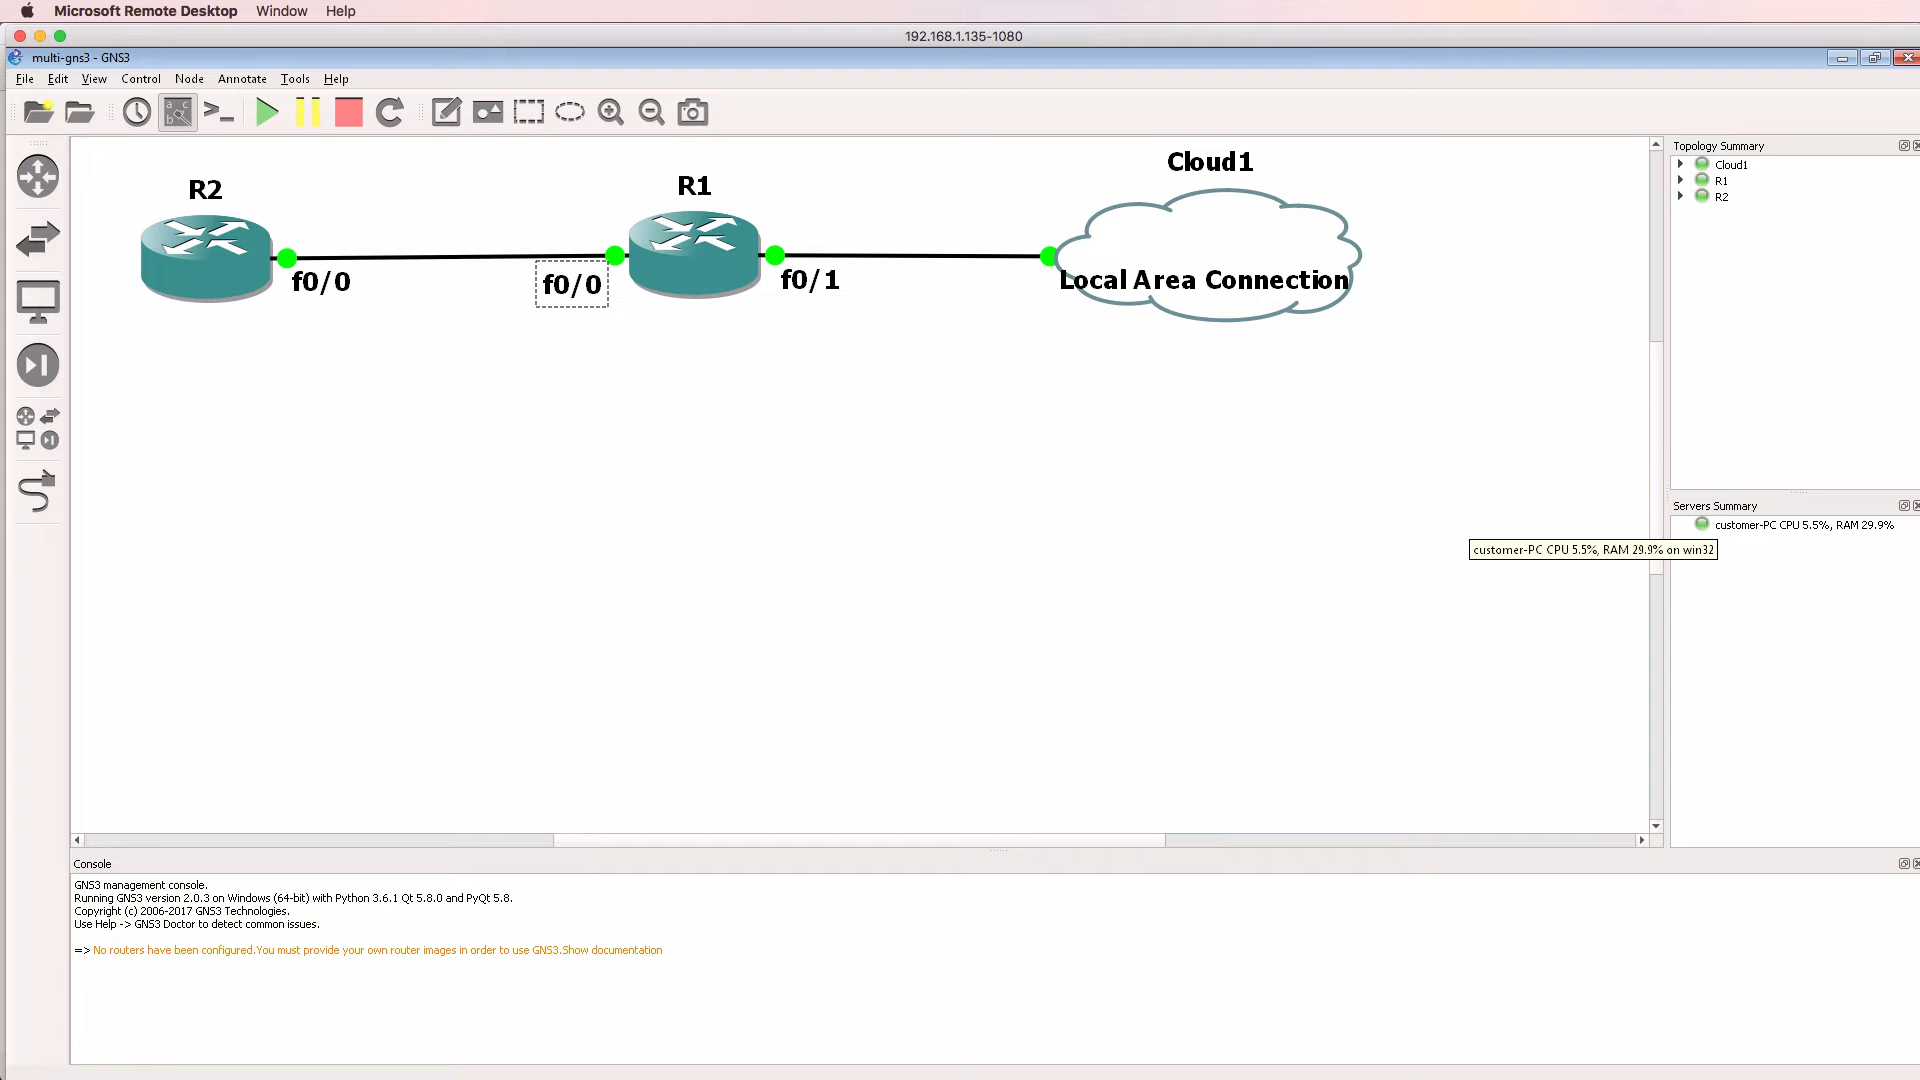 Microsoft Remote Desktop Window Help
192.168.1.135-1080
multi-gns3 - GNS3
File Edit View Control Node Annotate Tools Help
R2
R1
Cloud1
f0/0
f0/0
f0/1
Local Area Connection
Topology Summary
Cloud1
R1
R2
Servers Summary
customer-PC CPU 5.5%, RAM 29.9%
customer-PC CPU 5.5%, RAM 29.9% on win32
Console
GNS3 management console.
Running GNS3 version 2.0.3 on Windows (64-bit) with Python 3.6.1 Qt 5.8.0 and PyQt 5.8.
Copyright (c) 2006-2017 GNS3 Technologies.
Use Help -> GNS3 Doctor to detect common issues.
=> No routers have been configured.You must provide your own router images in order to use GNS3.Show documentation